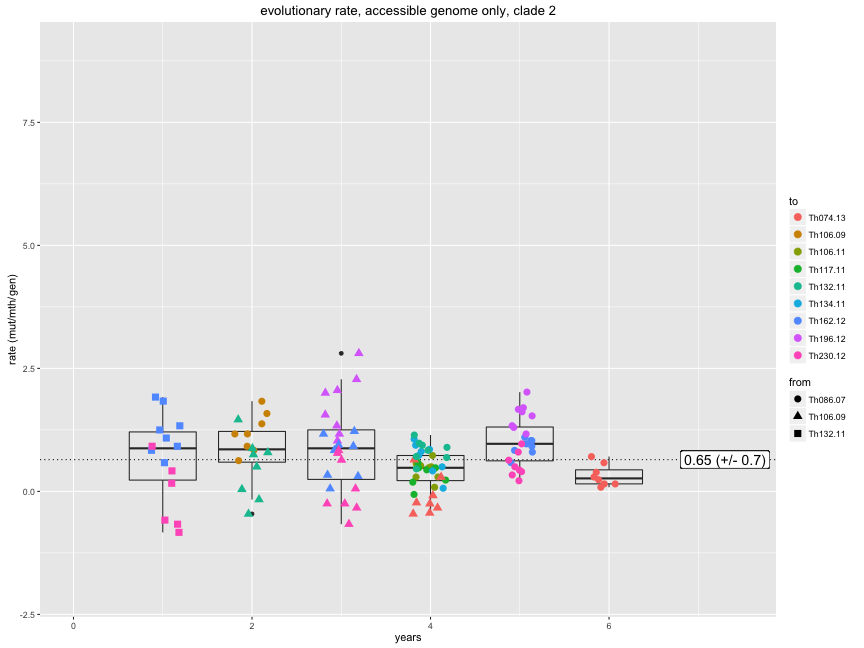 evolutionary rate, accessible genome only, clade 2
rate (mut/mth/gen)
7.5
5.0
2.5
0.0
-2.5
0.65 (+/- 0.7)
0
2
4
6
years
to
Th074.13
Th106.09
Th106.11
Th117.11
Th132.11
Th134.11
Th162.12
Th196.12
Th230.12
from
Th086.07
Th106.09
Th132.11